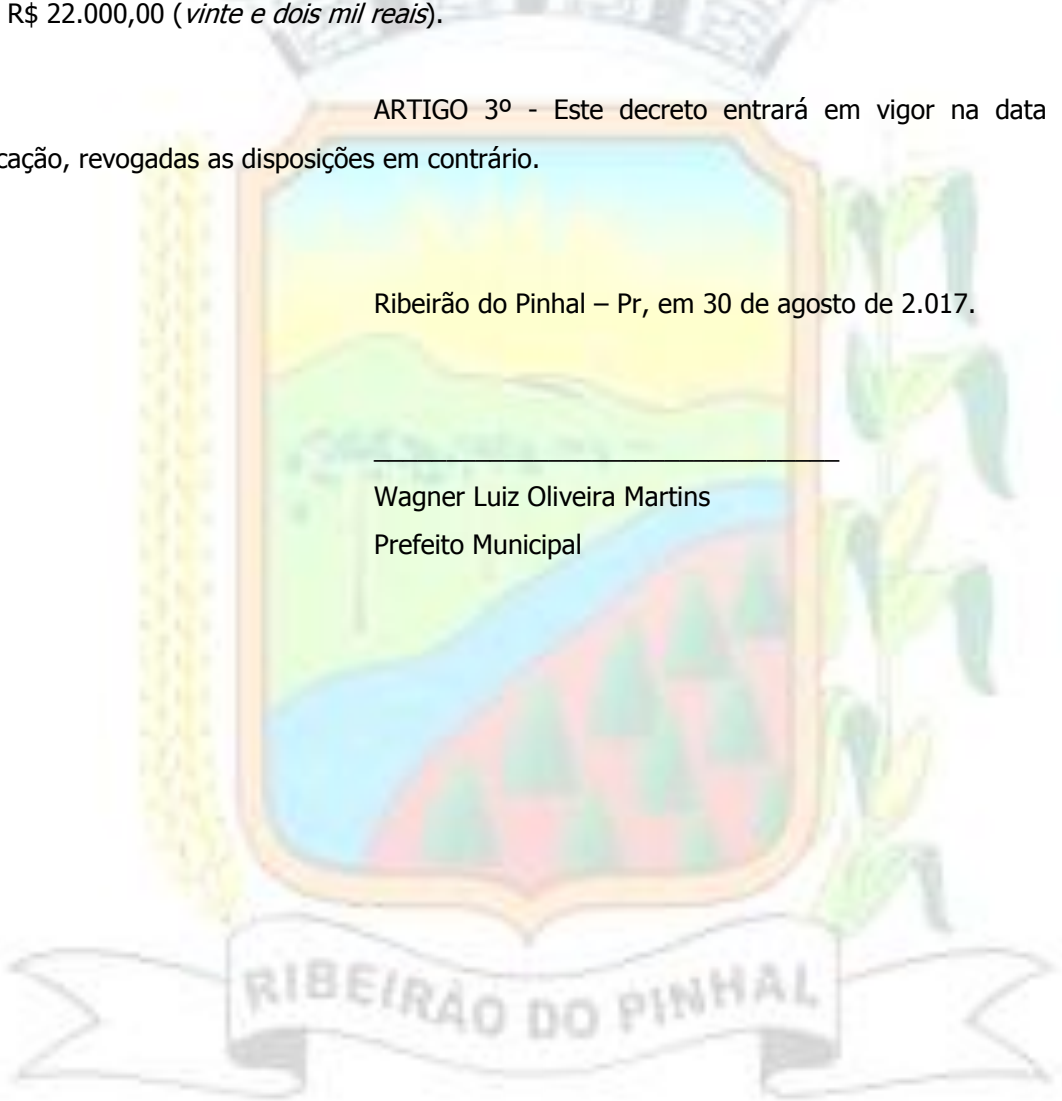 R$ 22.000,00 (vinte e dois mil reais).
ARTIGO 3º - Este decreto entrará em vigor na data
cação, revogadas as disposições em contrário.
Ribeirão do Pinhal – Pr, em 30 de agosto de 2.017.
Wagner Luiz Oliveira Martins
Prefeito Municipal
RIBEIRÃO DO PINHAL